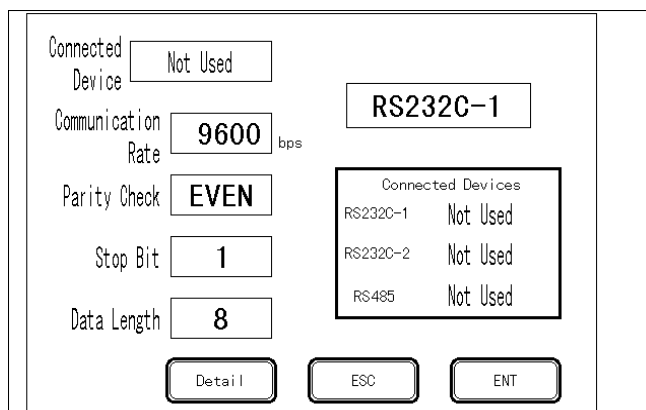 Connected
Device
Not Used
RS232C-1
Communication
Rate
9600 bps
Parity Check EVEN
Stop Bit 1
Data Length 8
Connected Devices
RS232C-1 Not Used
RS232C-2 Not Used
RS485 Not Used
Detail ESC ENT